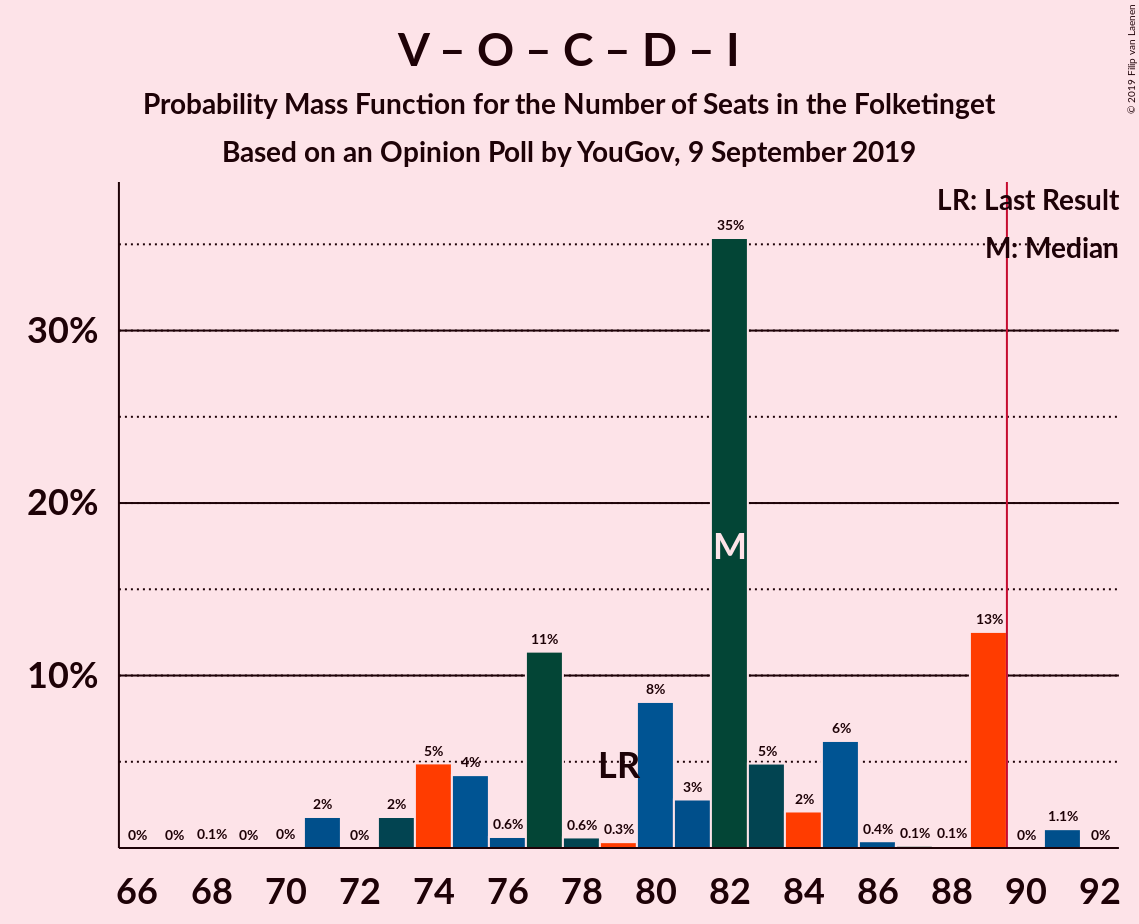 V – O – C – D – I
Probability Mass Function for the Number of Seats in the Folketinget
Based on an Opinion Poll by YouGov, 9 September 2019
© 2019 Filip van Laenen
LR: Last Result
M: Median
30%
20%
10%
0% 0% 0.1% 0% 0% 2% 0% 2% 5% 4% 0.6% 11% 0.6% 0.3% 8% 3% 35% 5% 2% 6% 0.4% 0.1% 0.1% 13% 0% 1.1% 0%
LR
M
66 68 70 72 74 76 78 80 82 84 86 88 90 92